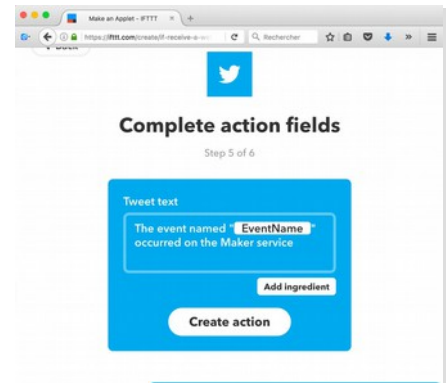 Make an Applet - IFTTT
https://ifttt.com/create/if-receive-a-we
Rechercher
Back
Complete action fields
Step 5 of 6
Tweet text
The event named " EventName "
occurred on the Maker service
Add ingredient
Create action